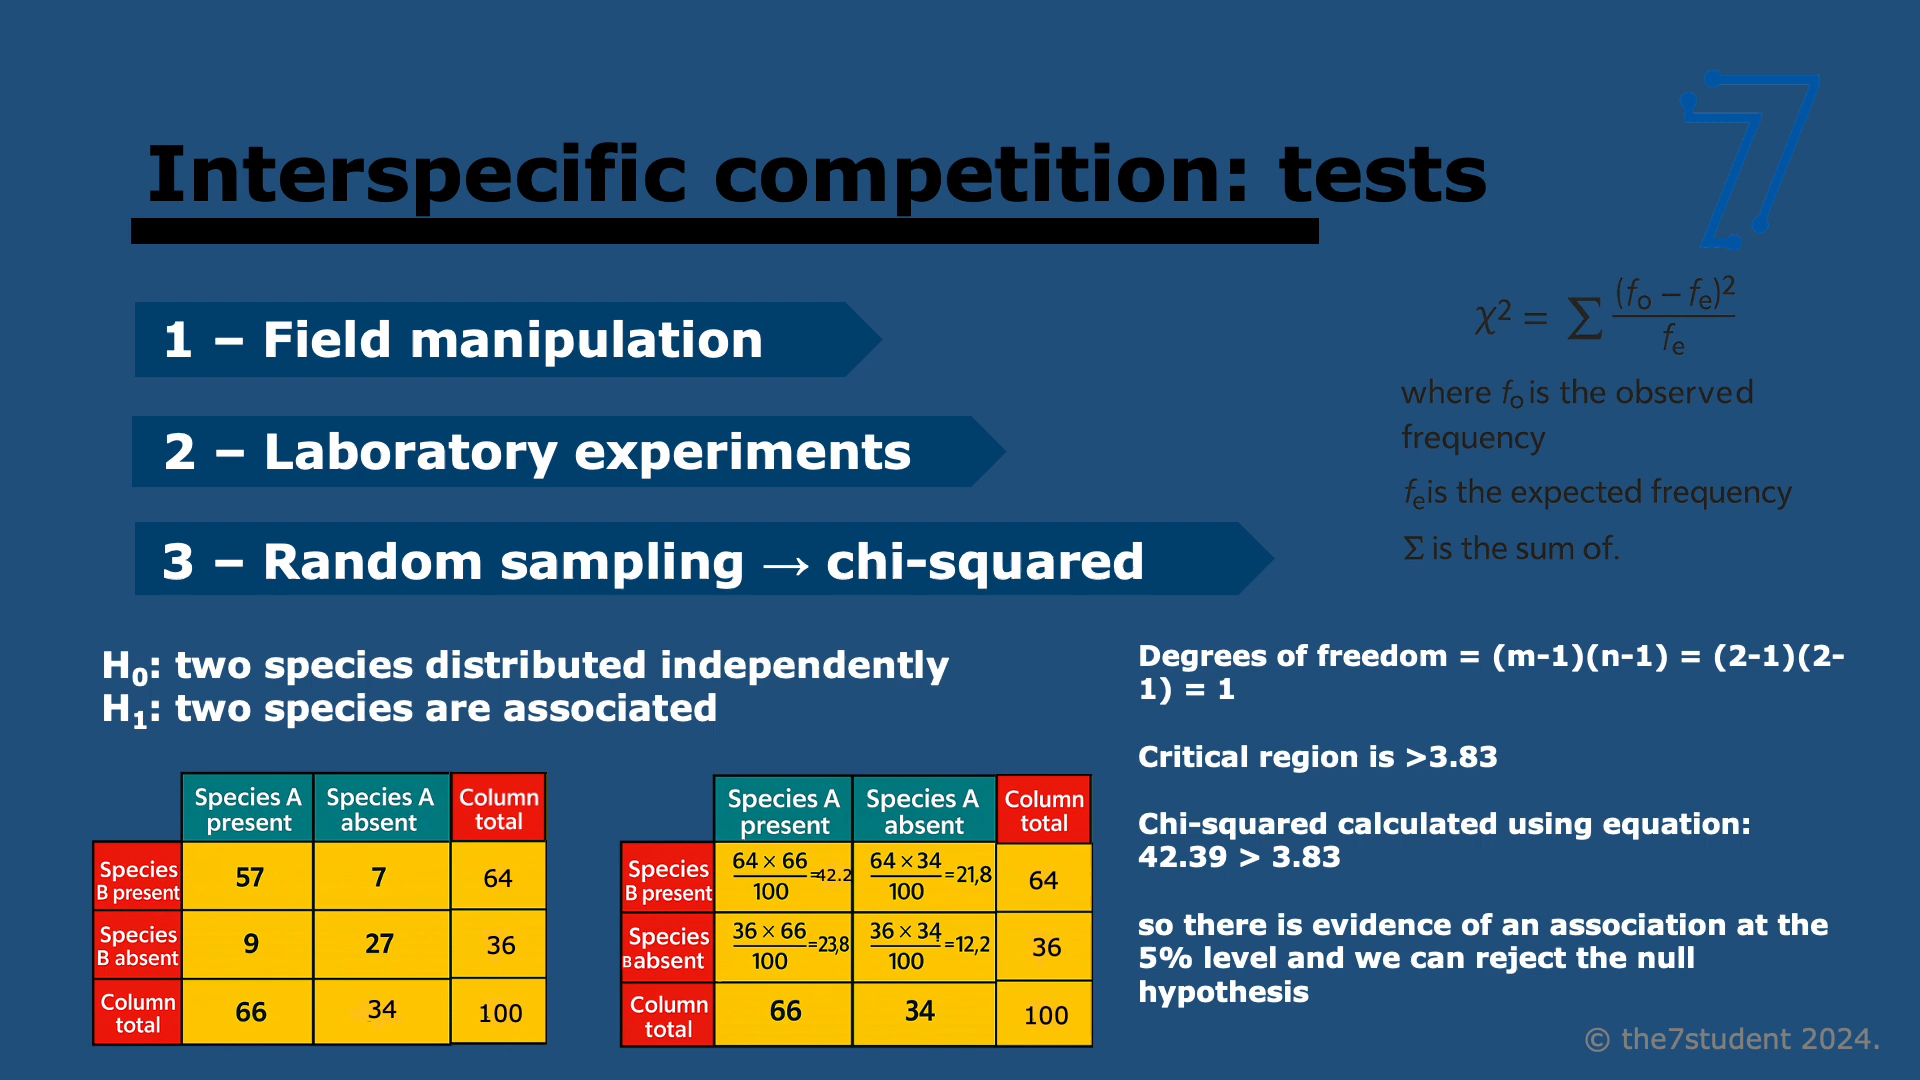 Interspecific competition: tests
1 – Field manipulation
2 – Laboratory experiments
3 – Random sampling → chi-squared
χ² = Σ (fo – fe)² / fe
where fo is the observed
frequency
fe is the expected frequency
Σ is the sum of.
H₀: two species distributed independently
H₁: two species are associated
Species A present Species A absent Column total
Species B present 57 7 64
Species B absent 9 27 36
Column total 66 34 100
Species A present Species A absent Column total
Species B present 64 × 66 / 100 =42.2 64 × 34 / 100 =21,8 64
Species B absent 36 × 66 / 100 =23,8 36 × 34 / 100 =12,2 36
Column total 66 34 100
Degrees of freedom = (m-1)(n-1) = (2-1)(2-
1) = 1
Critical region is >3.83
Chi-squared calculated using equation:
42.39 > 3.83
so there is evidence of an association at the
5% level and we can reject the null
hypothesis
© the7student 2024.